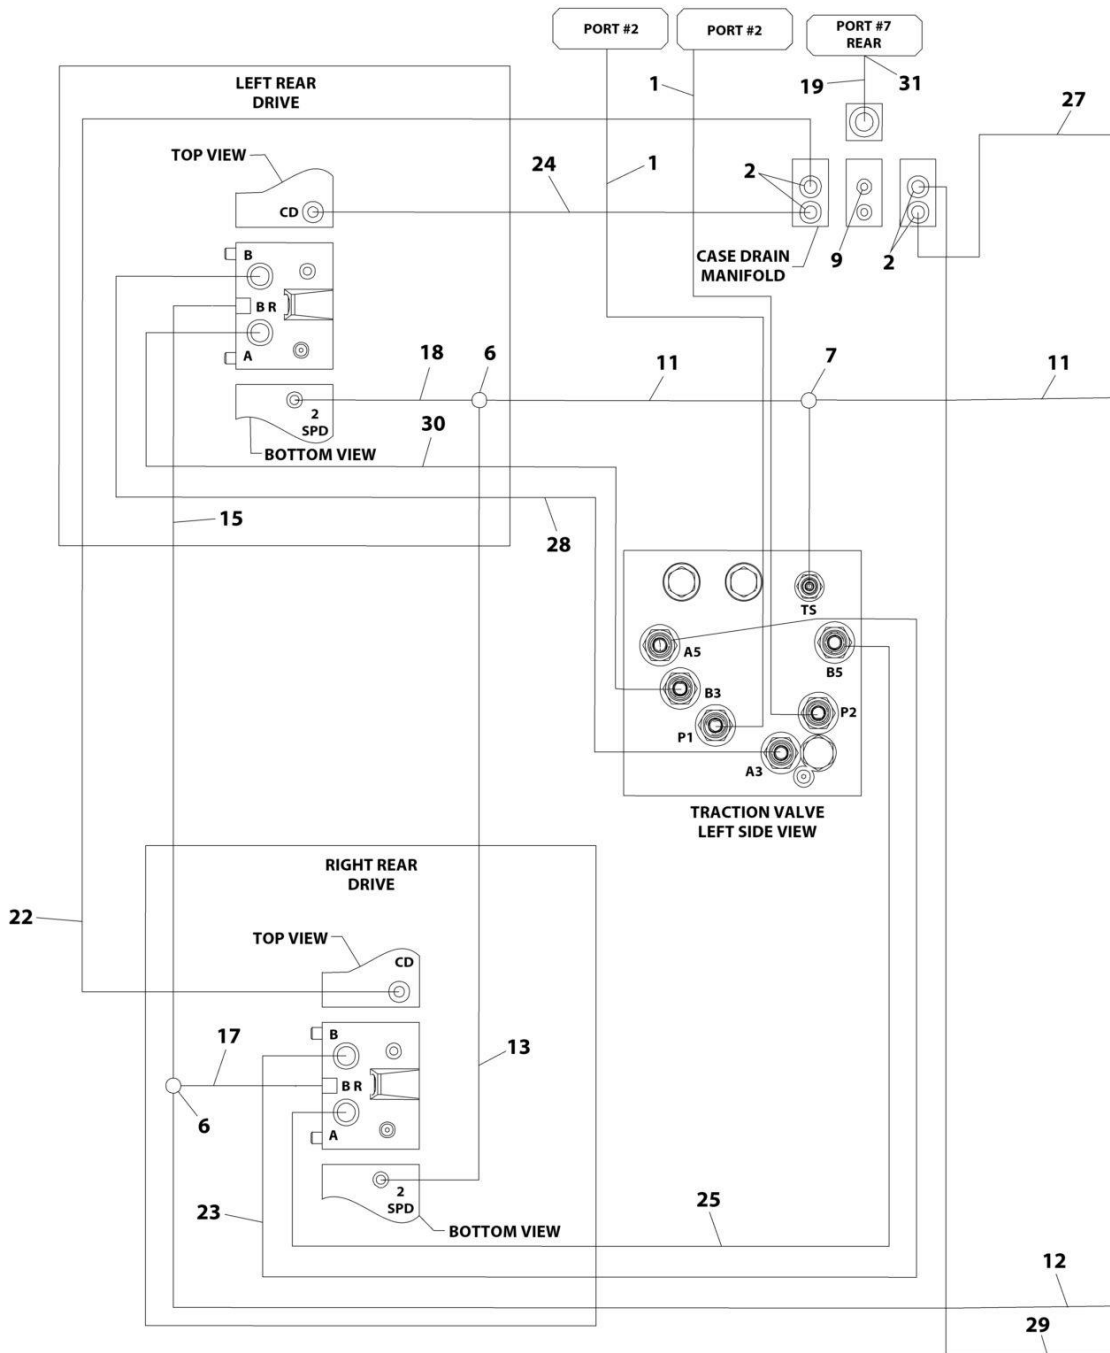 PORT #2
PORT #2
PORT #7
REAR
1
19
31
27
LEFT REAR
DRIVE
TOP VIEW
24
1
2
CD
CASE DRAIN
MANIFOLD
9
2
B
B R
A
18
6
11
7
11
2
SPD
30
BOTTOM VIEW
15
28
TS
A5
B5
B3
P2
P1
A3
TRACTION VALVE
LEFT SIDE VIEW
RIGHT REAR
DRIVE
22
TOP VIEW
CD
17
B
13
B R
6
A
2
SPD
23
25
BOTTOM VIEW
12
29